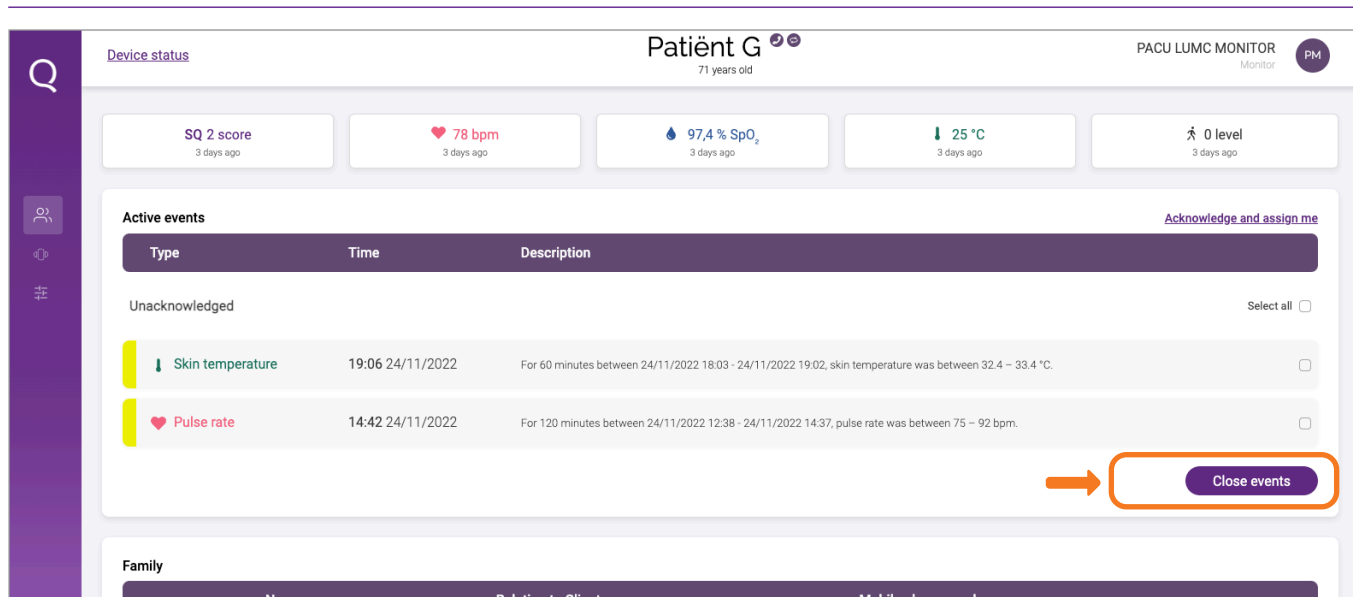 Q
Device status
Patiënt G
71 years old
PACU LUMC MONITOR
Monitor
PM
SQ 2 score
3 days ago
78 bpm
3 days ago
97,4 % SpO₂
3 days ago
25 °C
3 days ago
0 level
3 days ago
Active events
Acknowledge and assign me
Type Time Description
Unacknowledged
Select all
Skin temperature 19:06 24/11/2022 For 60 minutes between 24/11/2022 18:03 - 24/11/2022 19:02, skin temperature was between 32.4 – 33.4 °C.
Pulse rate 14:42 24/11/2022 For 120 minutes between 24/11/2022 12:38 - 24/11/2022 14:37, pulse rate was between 75 – 92 bpm.
Close events
Family